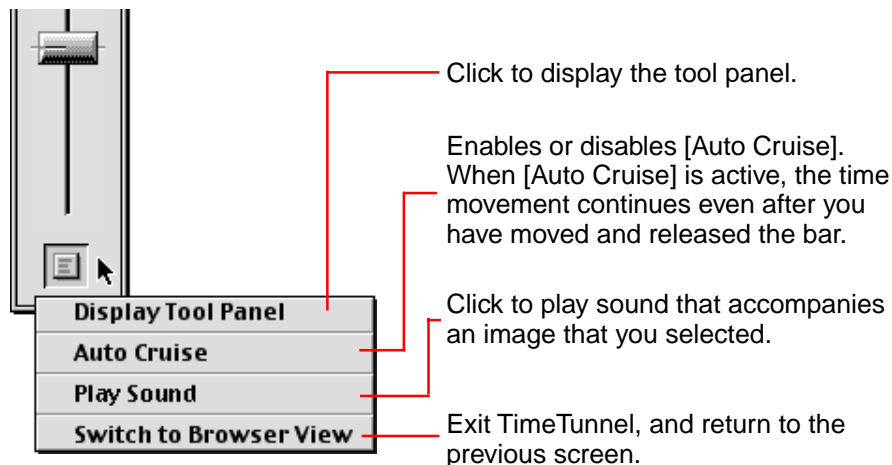 Click to display the tool panel.
Enables or disables [Auto Cruise].
When [Auto Cruise] is active, the time
movement continues even after you
have moved and released the bar.
Click to play sound that accompanies
an image that you selected.
Exit TimeTunnel, and return to the
previous screen.
Display Tool Panel
Auto Cruise
Play Sound
Switch to Browser View